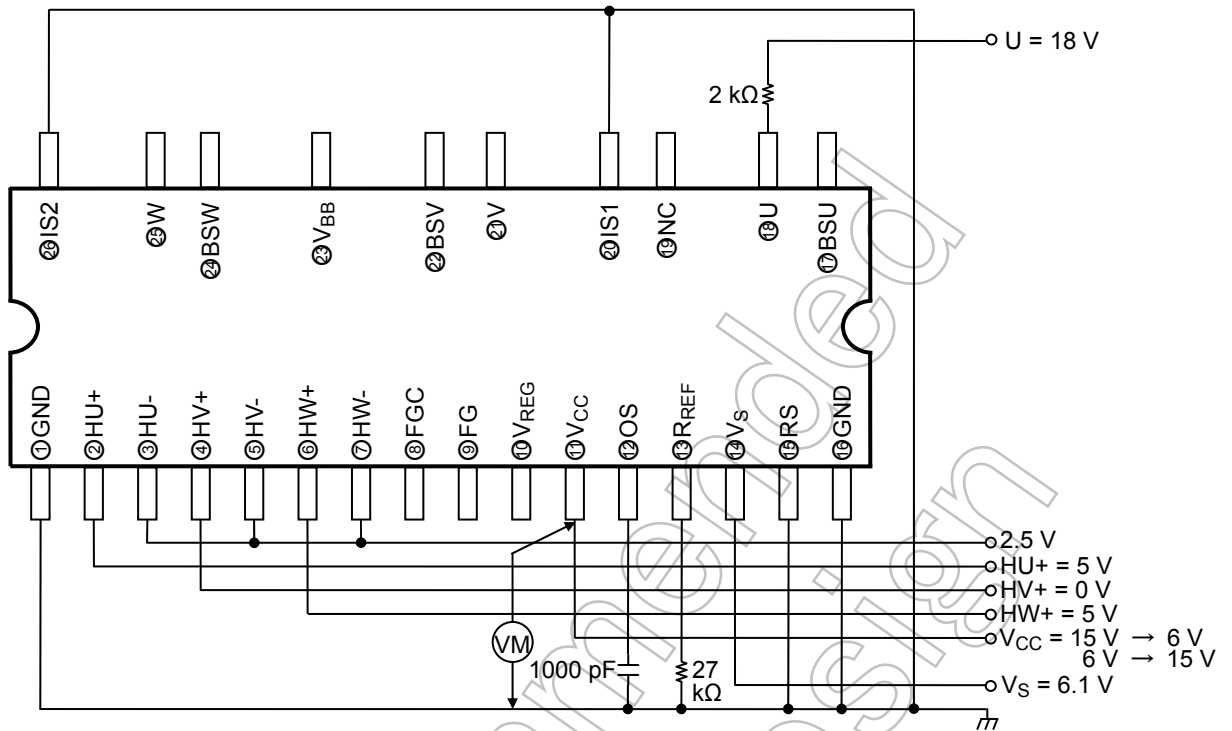 U = 18 V
2 kΩ
㉖IS2
㉕W
㉔BSW
㉓VBB
㉒BSV
㉑V
⑳IS1
⑲NC
⑱U
⑰BSU
①GND
②HU+
③HU-
④HV+
⑤HV-
⑥HW+
⑦HW-
⑧FGC
⑨FG
⑩VREG
⑪VCC
⑫OS
⑬RREF
⑭VS
⑮RS
⑯GND
2.5 V
HU+ = 5 V
HV+ = 0 V
HW+ = 5 V
VCC = 15 V → 6 V
6 V → 15 V
VM
1000 pF
27
kΩ
VS = 6.1 V